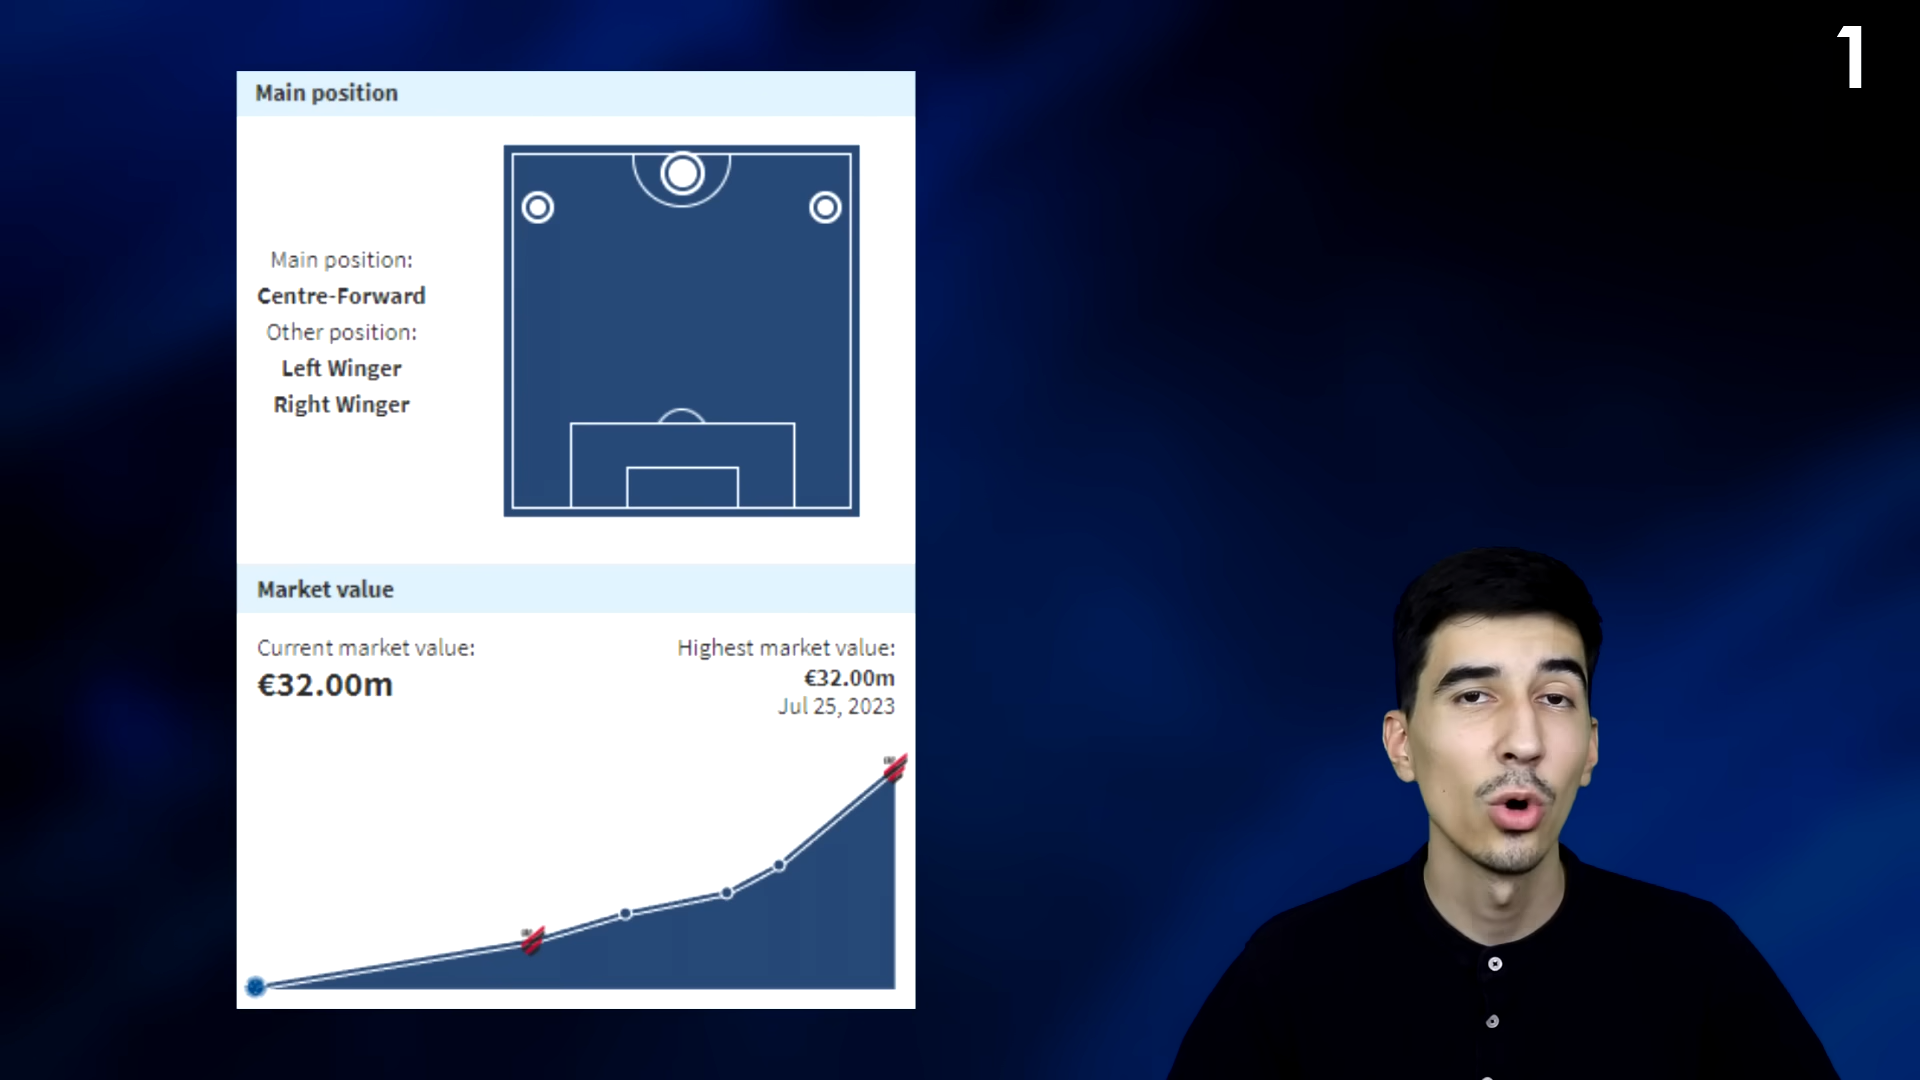 1
Main position
Main position:
Centre-Forward
Other position:
Left Winger
Right Winger
Market value
Current market value:
€32.00m
Highest market value:
€32.00m
Jul 25, 2023